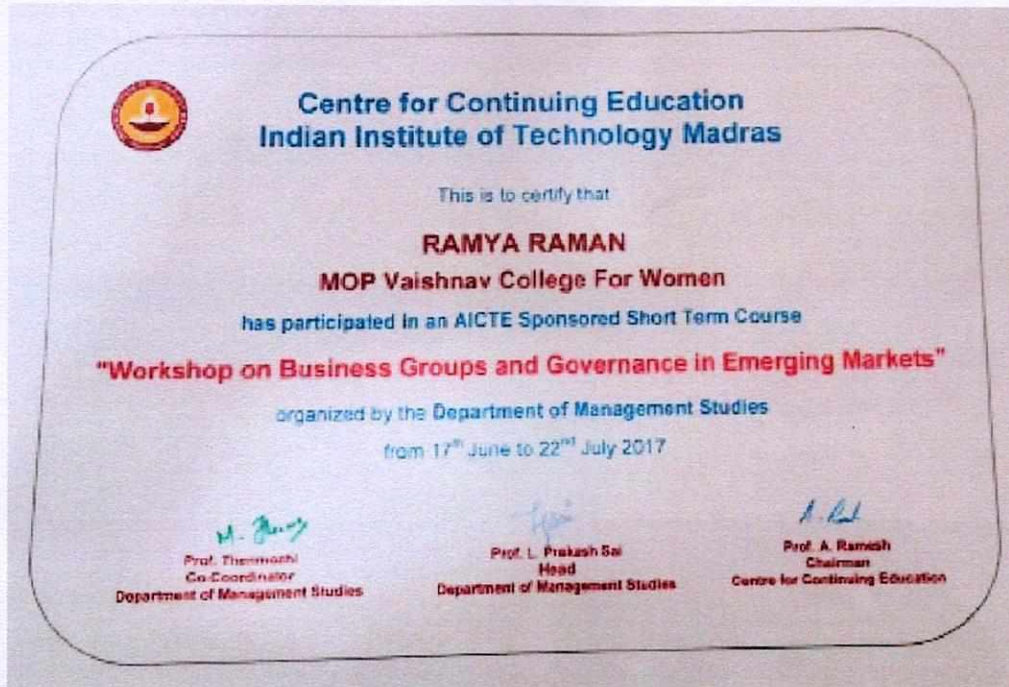 Centre for Continuing Education
Indian Institute of Technology Madras
This is to certify that
RAMYA RAMAN
MOP Vaishnav College For Women
has participated in an AICTE Sponsored Short Term Course
"Workshop on Business Groups and Governance in Emerging Markets"
organized by the Department of Management Studies
from 17th June to 22nd July 2017
Prof. Thenmozhi
Co-Coordinator
Department of Management Studies
Prof. L. Prakash Sai
Head
Department of Management Studies
Prof. A. Ramesh
Chairman
Centre for Continuing Education